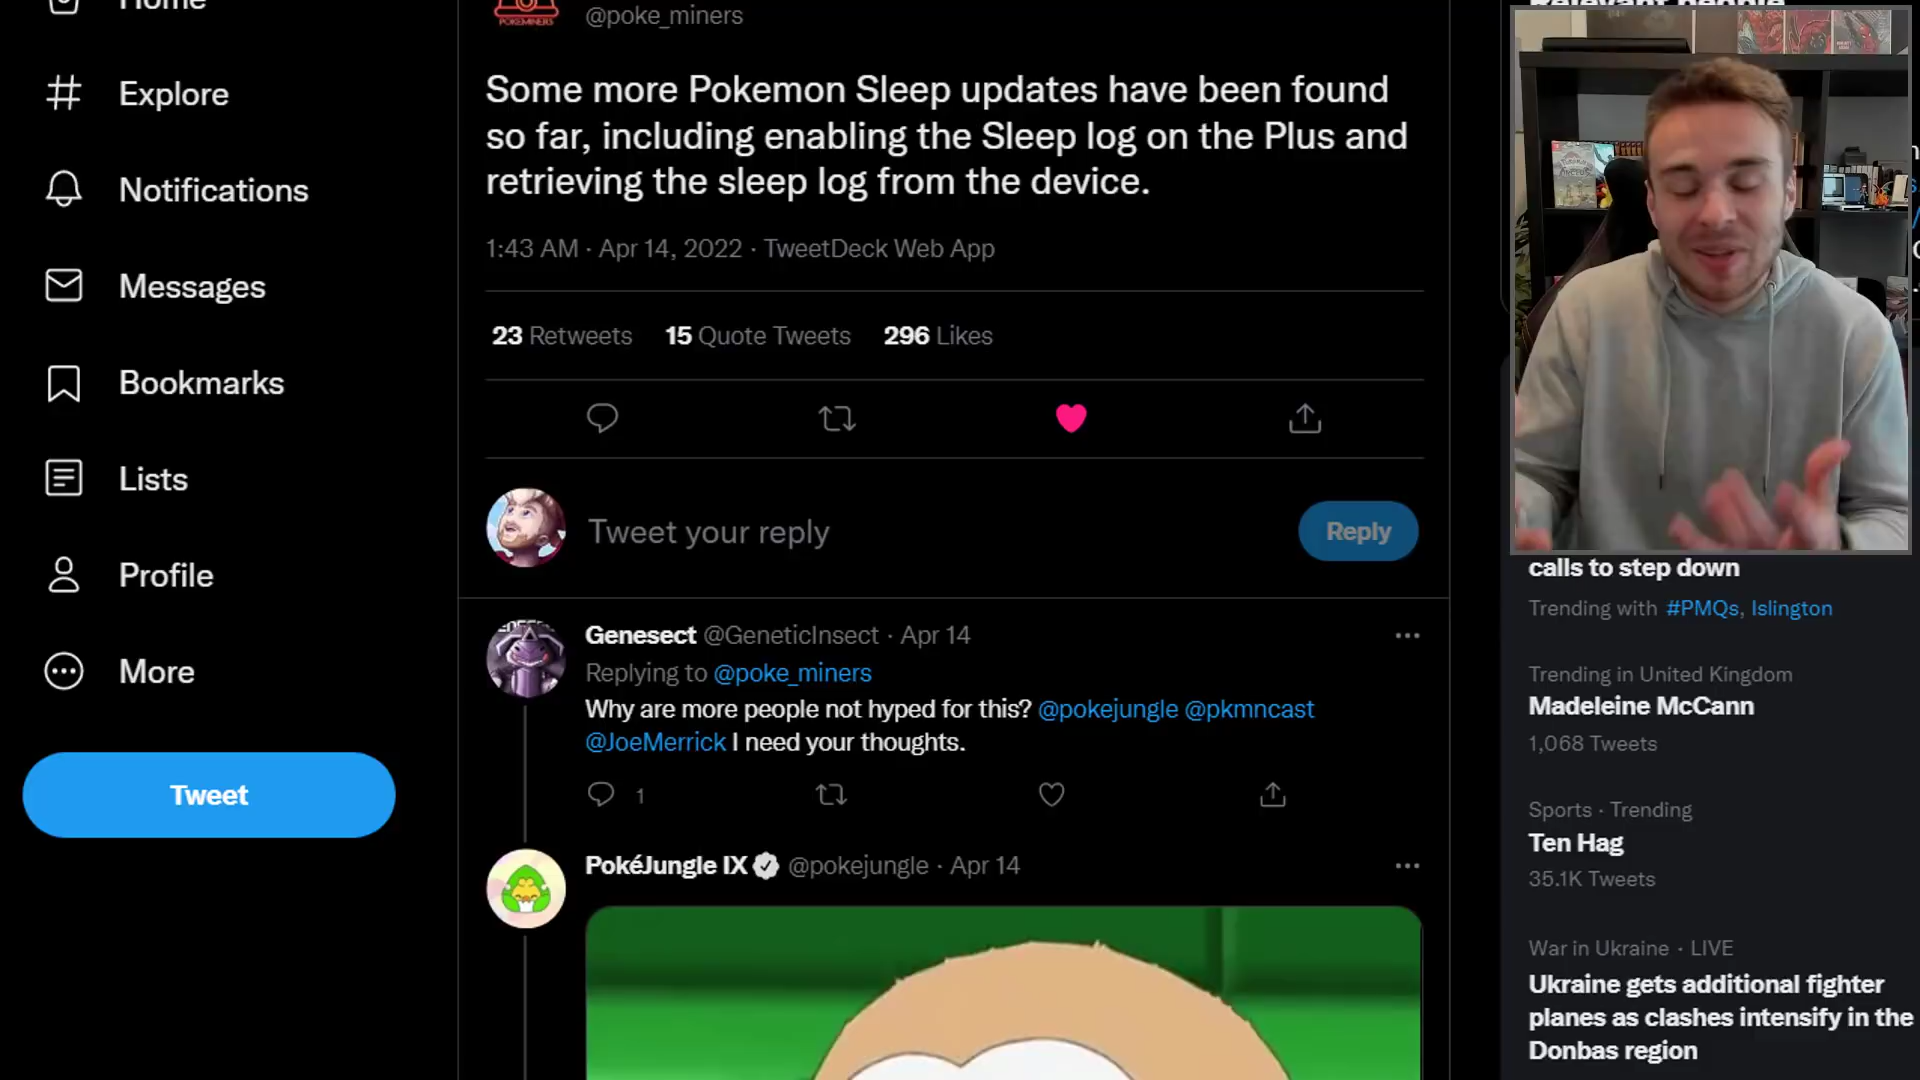 Home
Relevant people
POKEMINERS
@poke_miners
# Explore
Some more Pokemon Sleep updates have been found
so far, including enabling the Sleep log on the Plus and
retrieving the sleep log from the device.
Notifications
1:43 AM · Apr 14, 2022 · TweetDeck Web App
Messages
23 Retweets 15 Quote Tweets 296 Likes
Bookmarks
Lists
Tweet your reply
Reply
Profile
More
Tweet
Genesect @GeneticInsect · Apr 14
Replying to @poke_miners
Why are more people not hyped for this? @pokejungle @pkmncast
@JoeMerrick I need your thoughts.
1
PokéJungle IX @pokejungle · Apr 14
calls to step down
Trending with #PMQs, Islington
Trending in United Kingdom
Madeleine McCann
1,068 Tweets
Sports · Trending
Ten Hag
35.1K Tweets
War in Ukraine · LIVE
Ukraine gets additional fighter
planes as clashes intensify in the
Donbas region